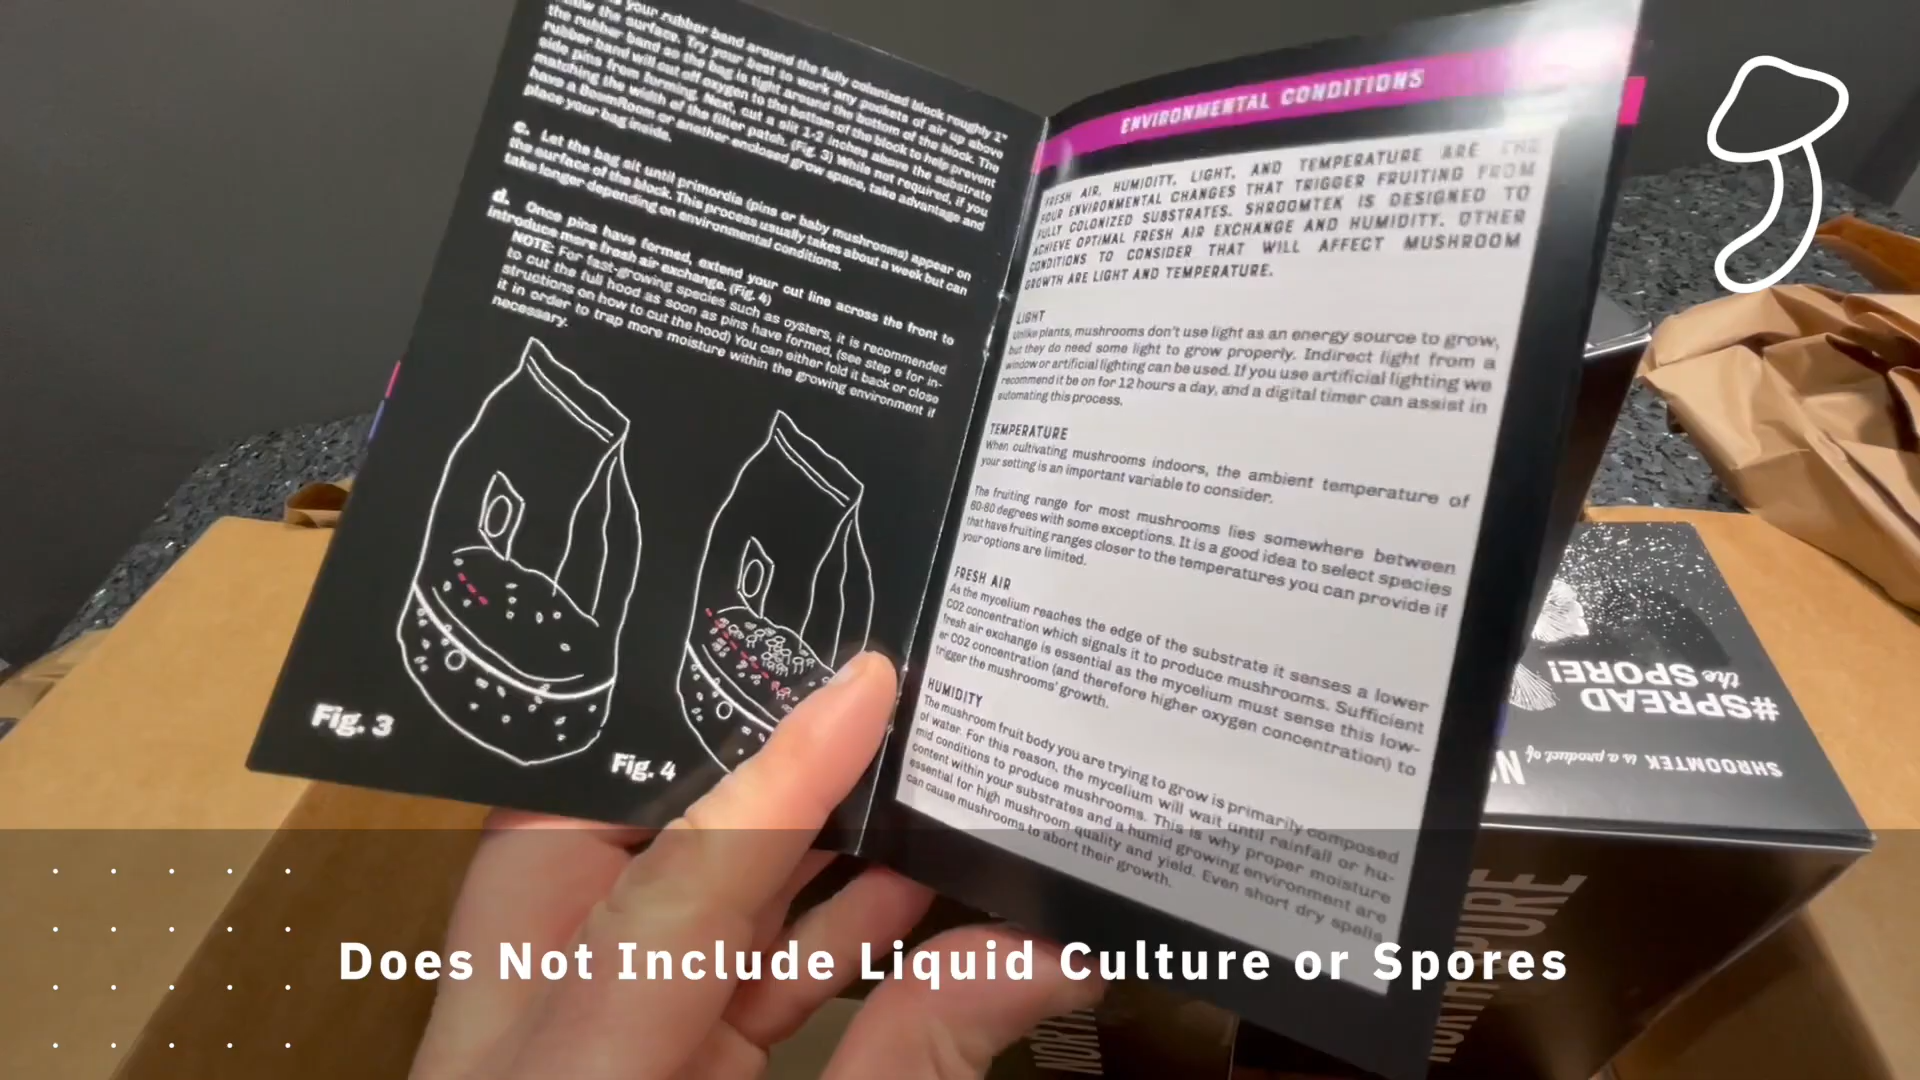 your rubber band around the fully colonized block roughly 1"
the surface. Try your best to work any pockets of air up above
the rubber band so the bag is tight around the bottom of the block. The
rubber band will cut off oxygen to the bottom of the block to help prevent
side pins from forming. Next, cut a slit 1-2 inches above the substrate
matching the width of the filter patch. (Fig. 3) While not required, if you
have a BoomRoom or another enclosed grow space, take advantage and
place your bag inside.
c. Let the bag sit until primordia (pins or baby mushrooms) appear on
the surface of the block. This process usually takes about a week but can
take longer depending on environmental conditions.
d. Once pins have formed, extend your cut line across the front to
introduce more fresh air exchange. (Fig. 4)
NOTE: For fast-growing species such as oysters, it is recommended
to cut the full hood as soon as pins have formed, (see step e for in-
structions on how to cut the hood) You can either fold it back or close
it in order to trap more moisture within the growing environment if
necessary.
Fig. 3
Fig. 4
ENVIRONMENTAL CONDITIONS
FRESH AIR, HUMIDITY, LIGHT, AND TEMPERATURE ARE THE
FOUR ENVIRONMENTAL CHANGES THAT TRIGGER FRUITING FROM
FULLY COLONIZED SUBSTRATES. SHROOMTEK IS DESIGNED TO
ACHIEVE OPTIMAL FRESH AIR EXCHANGE AND HUMIDITY. OTHER
CONDITIONS TO CONSIDER THAT WILL AFFECT MUSHROOM
GROWTH ARE LIGHT AND TEMPERATURE.
LIGHT
Unlike plants, mushrooms don't use light as an energy source to grow,
but they do need some light to grow properly. Indirect light from a
window or artificial lighting can be used. If you use artificial lighting we
recommend it be on for 12 hours a day, and a digital timer can assist in
automating this process.
TEMPERATURE
When cultivating mushrooms indoors, the ambient temperature of
your setting is an important variable to consider.
The fruiting range for most mushrooms lies somewhere between
60-80 degrees with some exceptions. It is a good idea to select species
that have fruiting ranges closer to the temperatures you can provide if
your options are limited.
FRESH AIR
As the mycelium reaches the edge of the substrate it senses a lower
CO2 concentration which signals it to produce mushrooms. Sufficient
fresh air exchange is essential as the mycelium must sense this low-
er CO2 concentration (and therefore higher oxygen concentration) to
trigger the mushrooms' growth.
HUMIDITY
The mushroom fruit body you are trying to grow is primarily composed
of water. For this reason, the mycelium will wait until rainfall or hu-
mid conditions to produce mushrooms. This is why proper moisture
content within your substrates and a humid growing environment are
essential for high mushroom quality and yield. Even short dry spells
can cause mushrooms to abort their growth.
#SPREAD
the SPORE!
SHROOMTEK is a product of
Does Not Include Liquid Culture or Spores